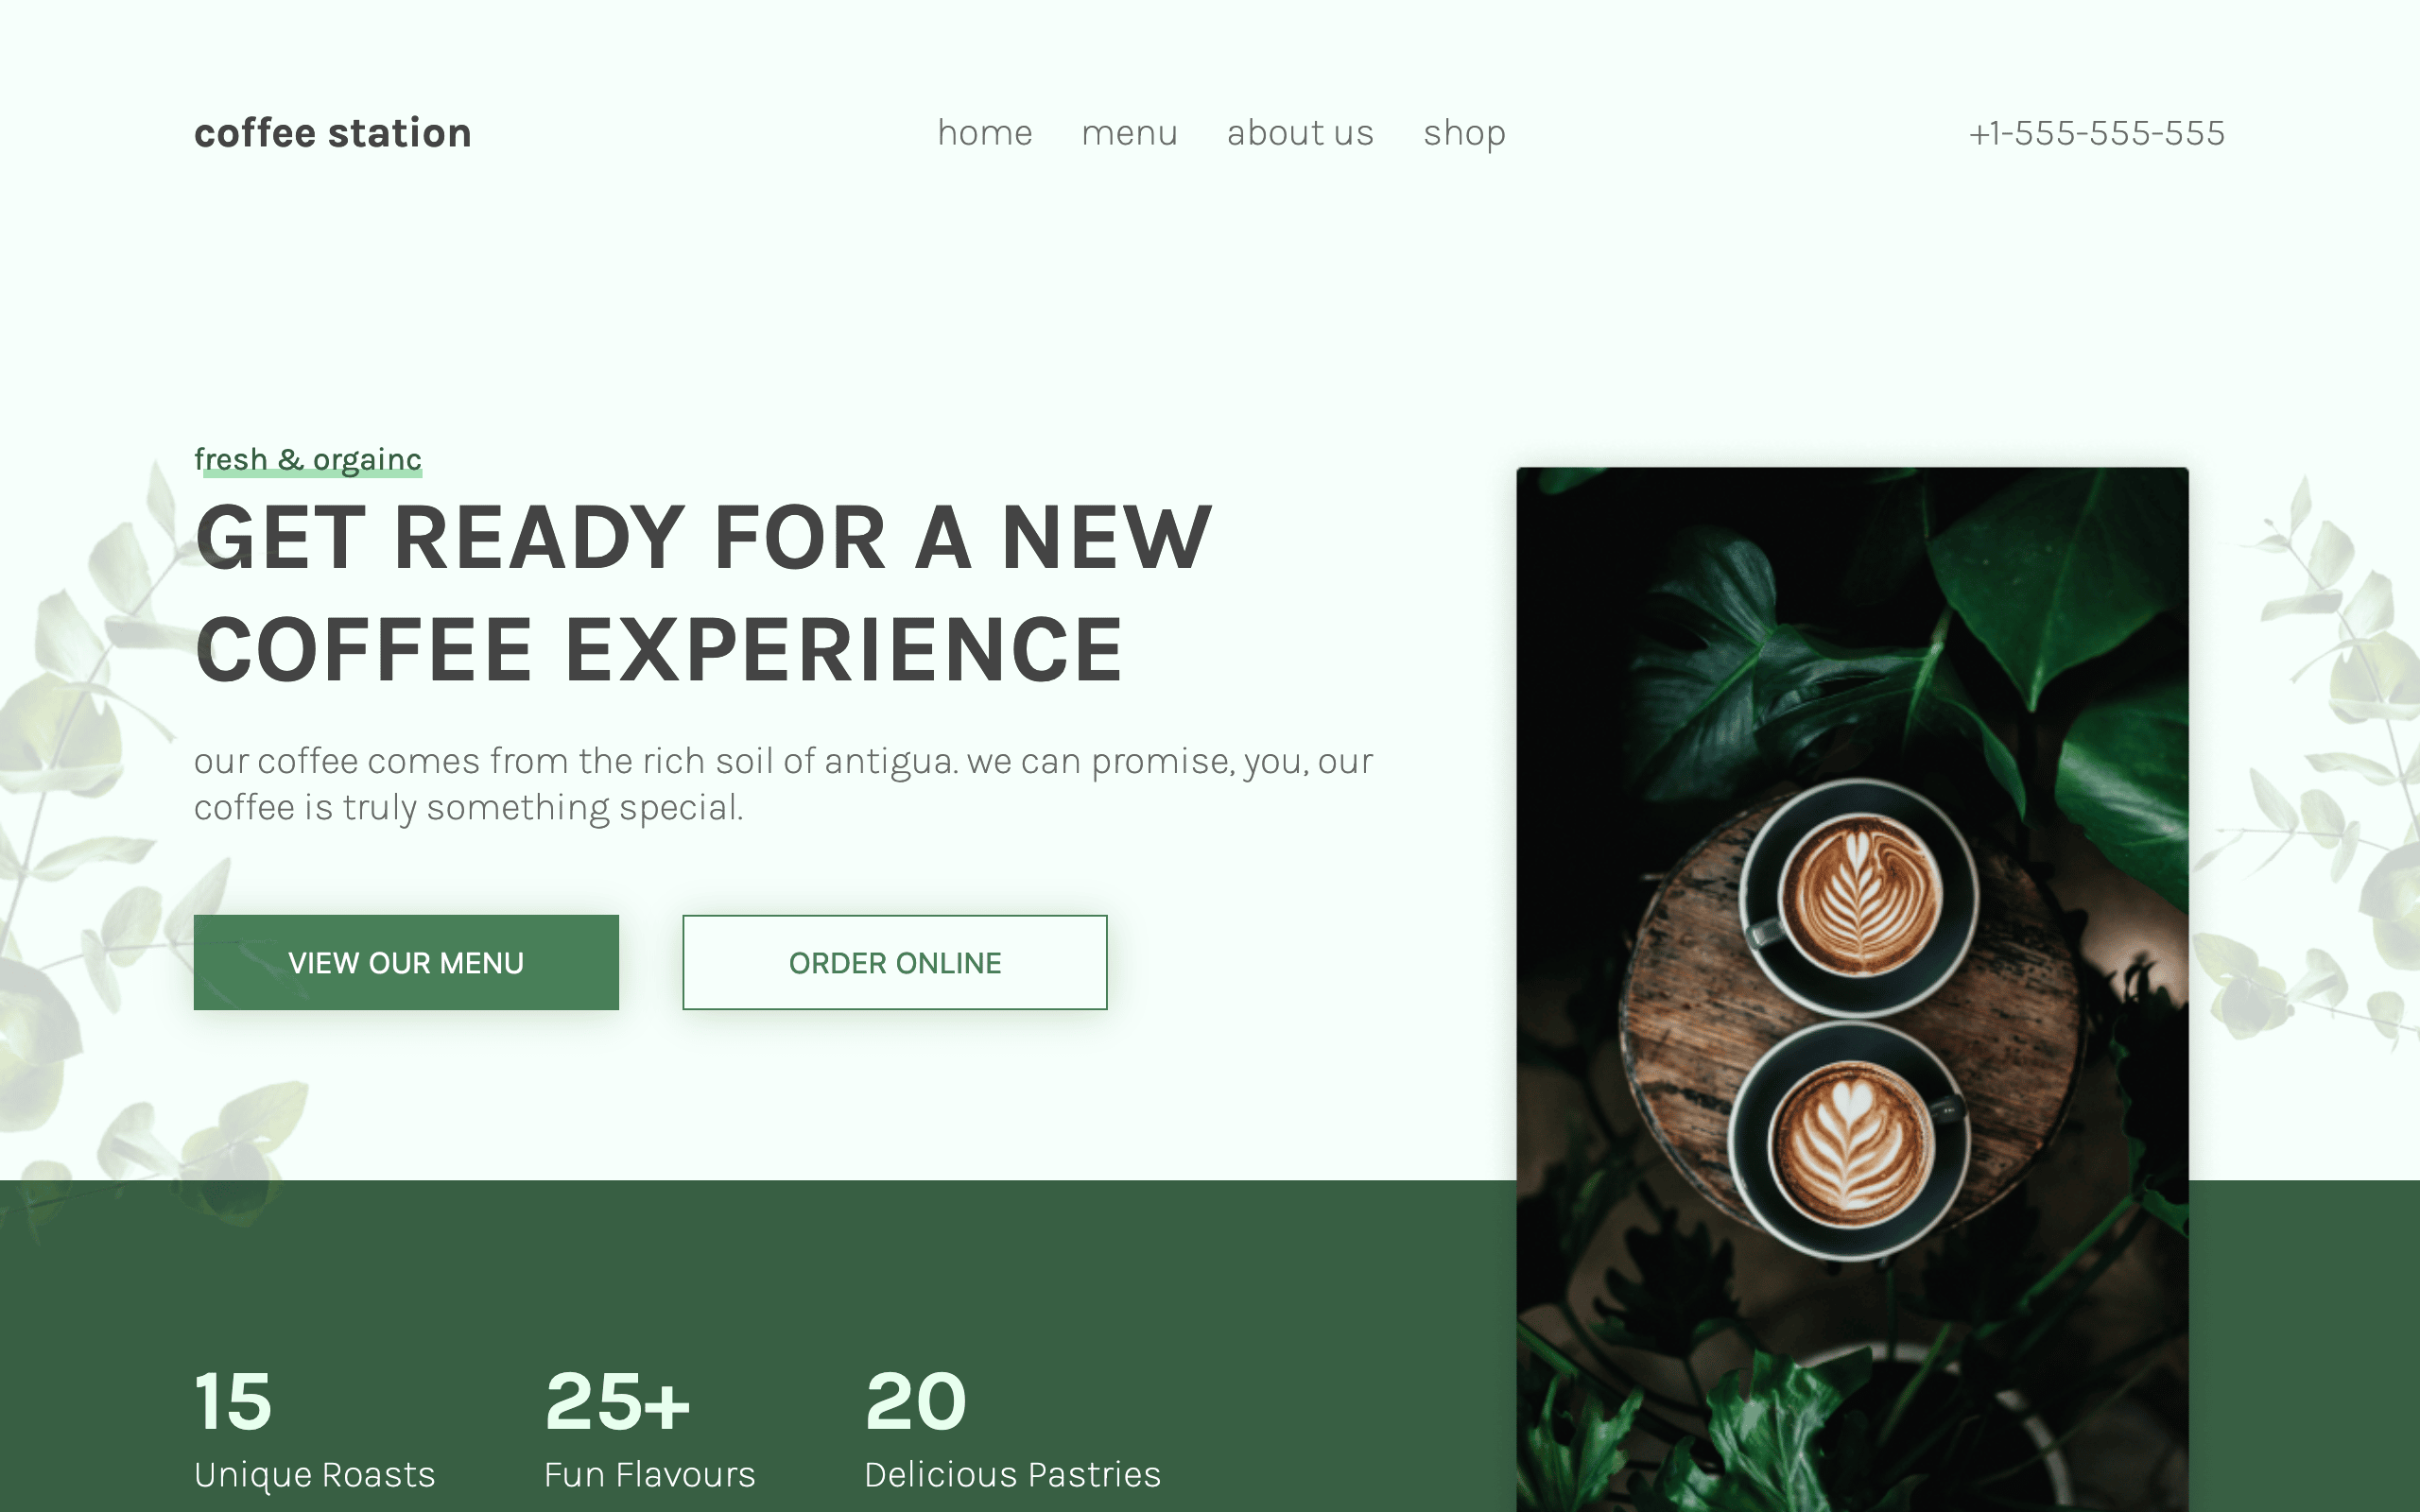 coffee station
home menu about us shop
+1-555-555-555
fresh & orgainc
GET READY FOR A NEW
COFFEE EXPERIENCE
our coffee comes from the rich soil of antigua. we can promise, you, our
coffee is truly something special.
VIEW OUR MENU
ORDER ONLINE
15
Unique Roasts
25+
Fun Flavours
20
Delicious Pastries